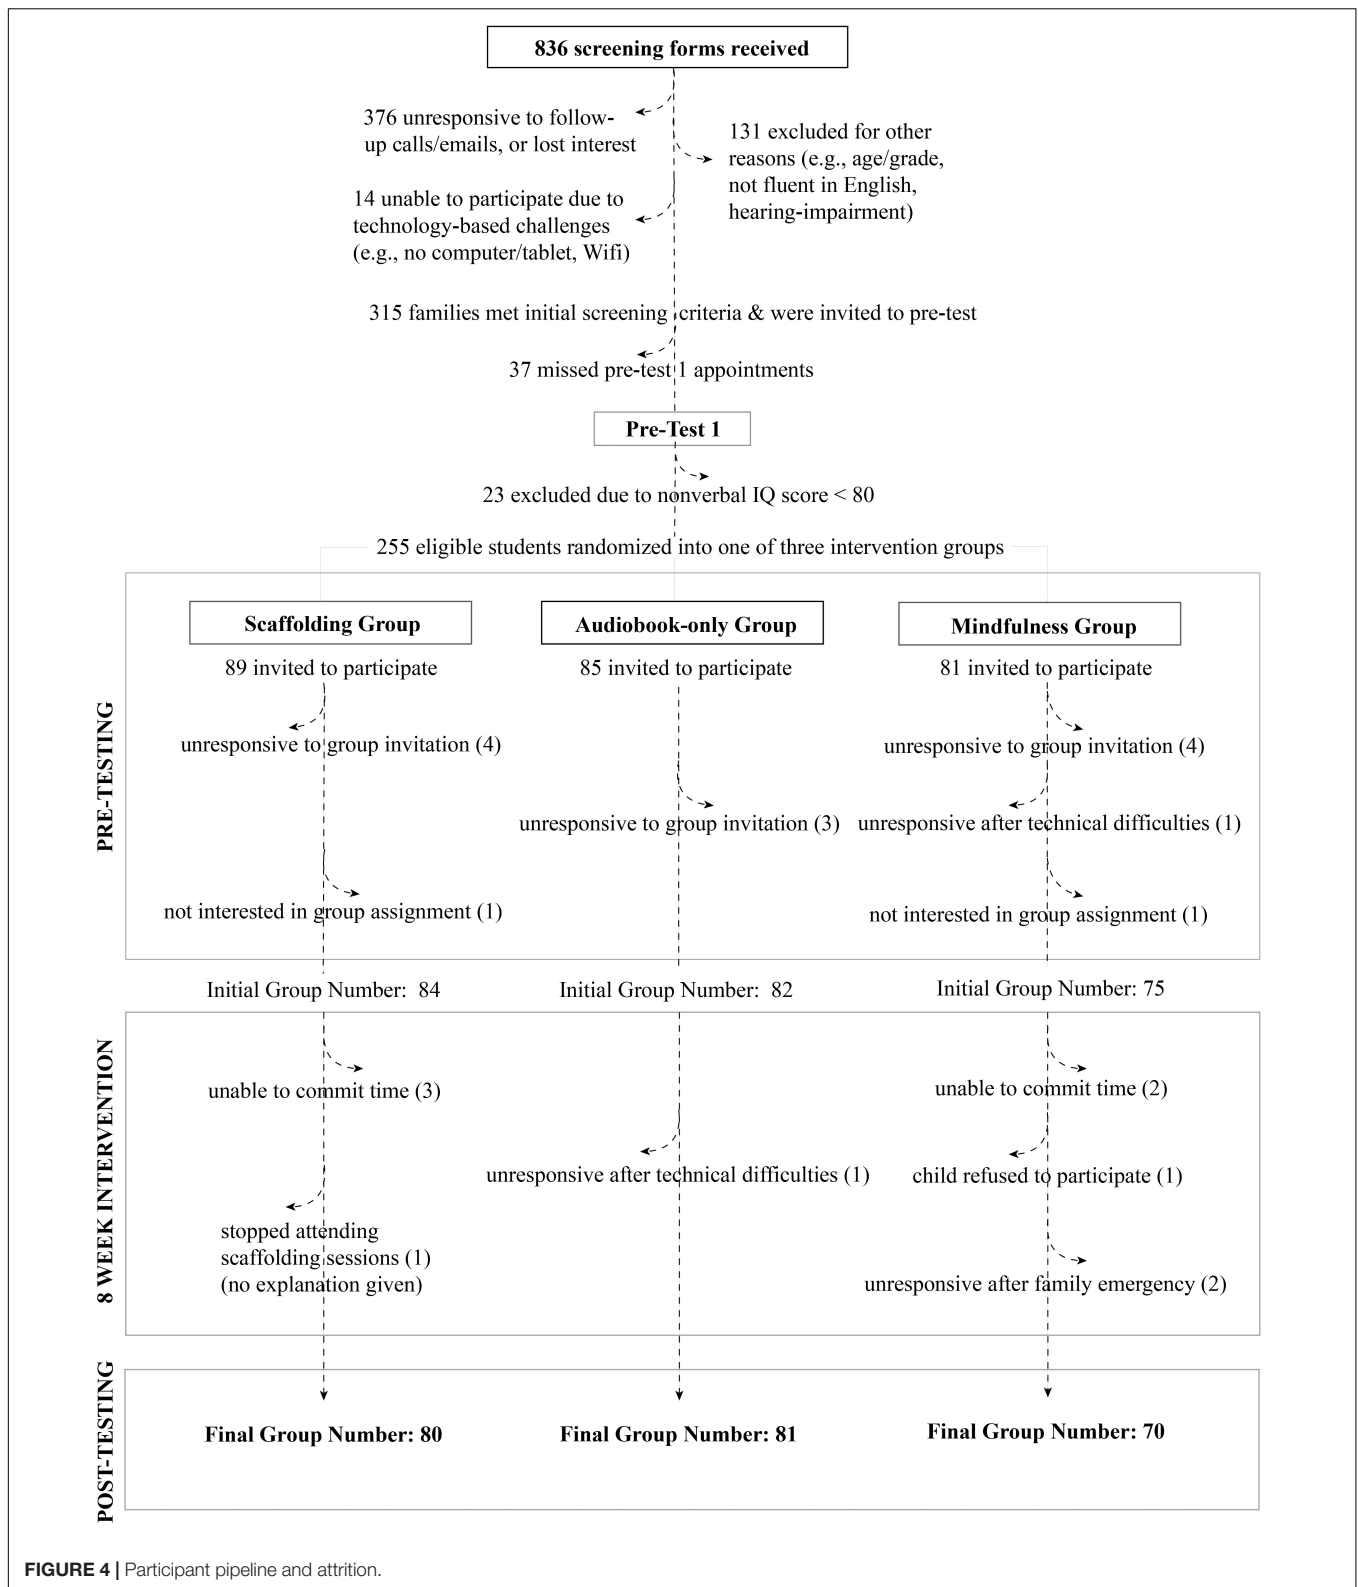 836 screening forms received
376 unresponsive to follow-
up calls/emails, or lost interest
131 excluded for other
reasons (e.g., age/grade,
not fluent in English,
hearing-impairment)
14 unable to participate due to
technology-based challenges
(e.g., no computer/tablet, Wifi)
315 families met initial screening criteria & were invited to pre-test
37 missed pre-test 1 appointments
Pre-Test 1
23 excluded due to nonverbal IQ score < 80
255 eligible students randomized into one of three intervention groups
PRE-TESTING
Scaffolding Group
89 invited to participate
unresponsive to group invitation (4)
not interested in group assignment (1)
Audiobook-only Group
85 invited to participate
unresponsive to group invitation (3)
Mindfulness Group
81 invited to participate
unresponsive to group invitation (4)
unresponsive after technical difficulties (1)
not interested in group assignment (1)
Initial Group Number: 84
Initial Group Number: 82
Initial Group Number: 75
8 WEEK INTERVENTION
unable to commit time (3)
stopped attending
scaffolding sessions (1)
(no explanation given)
unresponsive after technical difficulties (1)
unable to commit time (2)
child refused to participate (1)
unresponsive after family emergency (2)
POST-TESTING
Final Group Number: 80
Final Group Number: 81
Final Group Number: 70
FIGURE 4 | Participant pipeline and attrition.